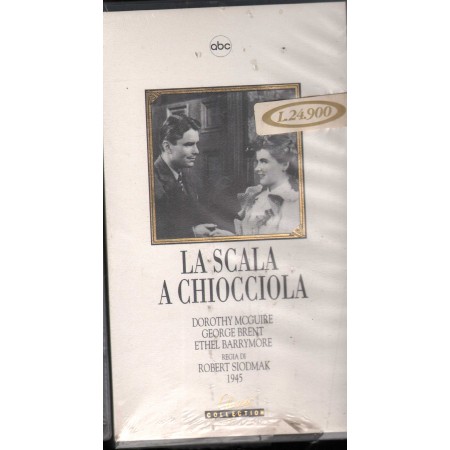 abc
L.24.900
LA SCALA
A CHIOCCIOLA
DOROTHY MCGUIRE
GEORGE BRENT
ETHEL BARRYMORE
REGIA DI
ROBERT SIODMAK
1945
COLLECTION